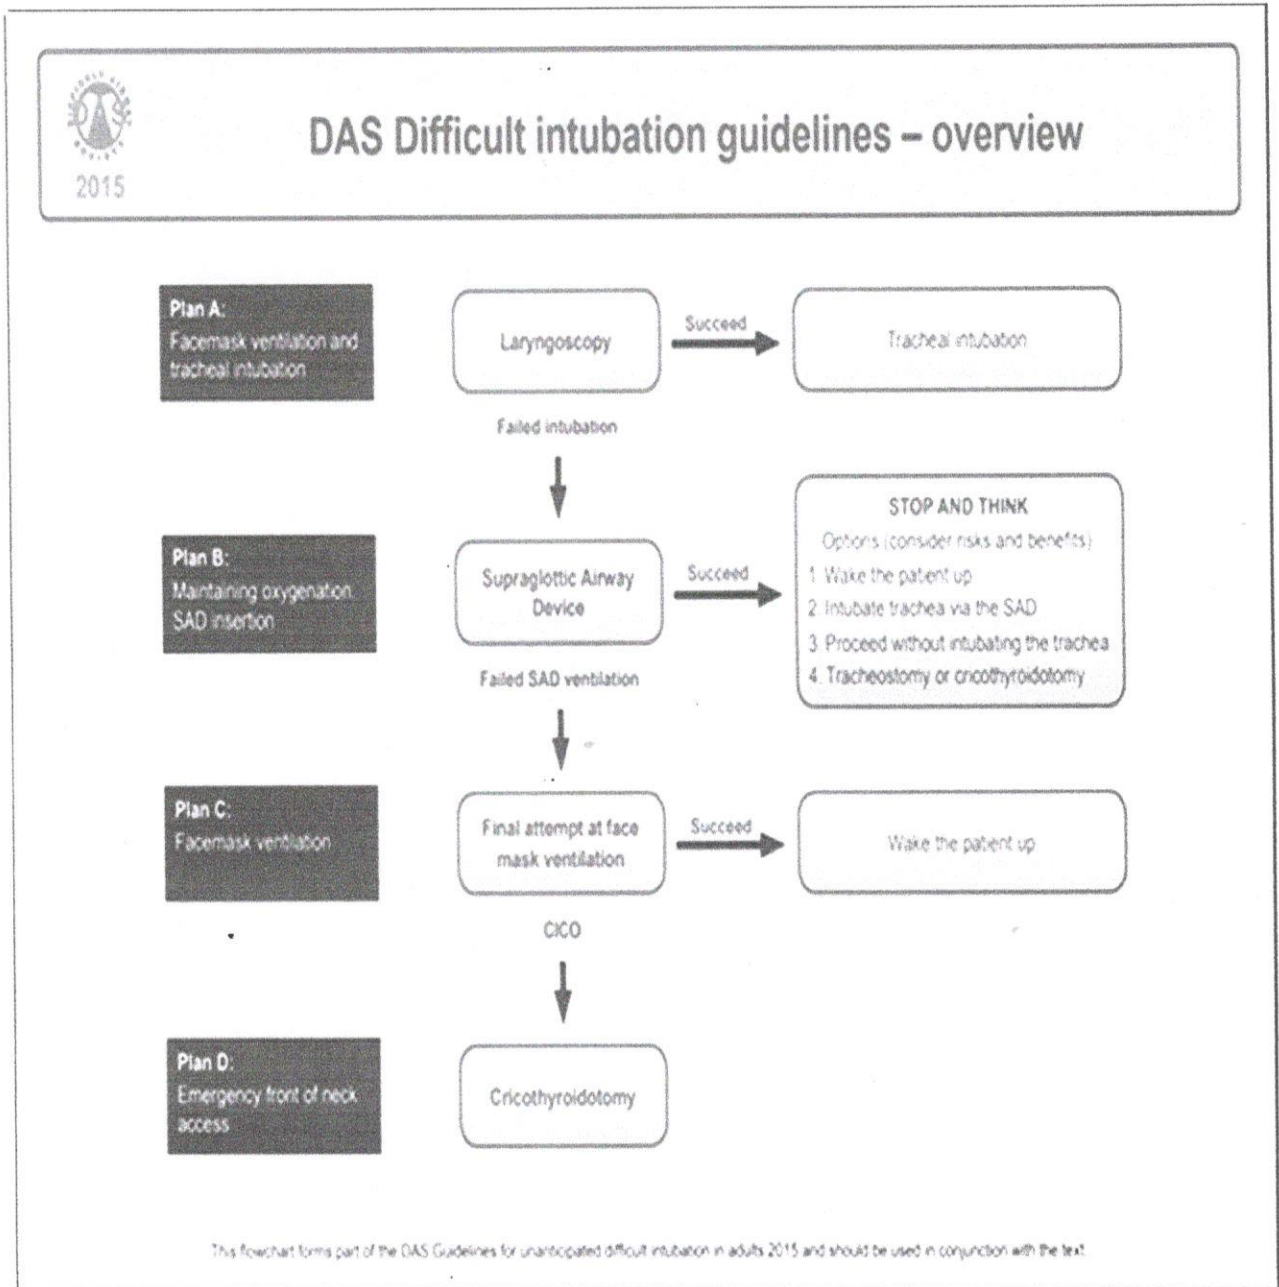 DIFFICULT AIRWAY
DAS
SOCIETY
2015
DAS Difficult intubation guidelines – overview
Plan A:
Facemask ventilation and
tracheal intubation
Laryngoscopy
Succeed
Tracheal intubation
Failed intubation
Plan B:
Maintaining oxygenation:
SAD insertion
Supraglottic Airway
Device
Succeed
STOP AND THINK
Options (consider risks and benefits)
1. Wake the patient up
2. Intubate trachea via the SAD
3. Proceed without intubating the trachea
4. Tracheostomy or cricothyroidotomy
Failed SAD ventilation
Plan C:
Facemask ventilation
Final attempt at face
mask ventilation
Succeed
Wake the patient up
CICO
Plan D:
Emergency front of neck
access
Cricothyroidotomy
This flowchart forms part of the DAS Guidelines for unanticipated difficult intubation in adults 2015 and should be used in conjunction with the text.